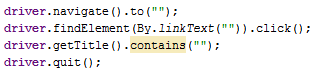 driver.navigate().to("");
driver.findElement(By.linkText("")).click();
driver.getTitle().contains("");
driver.quit();